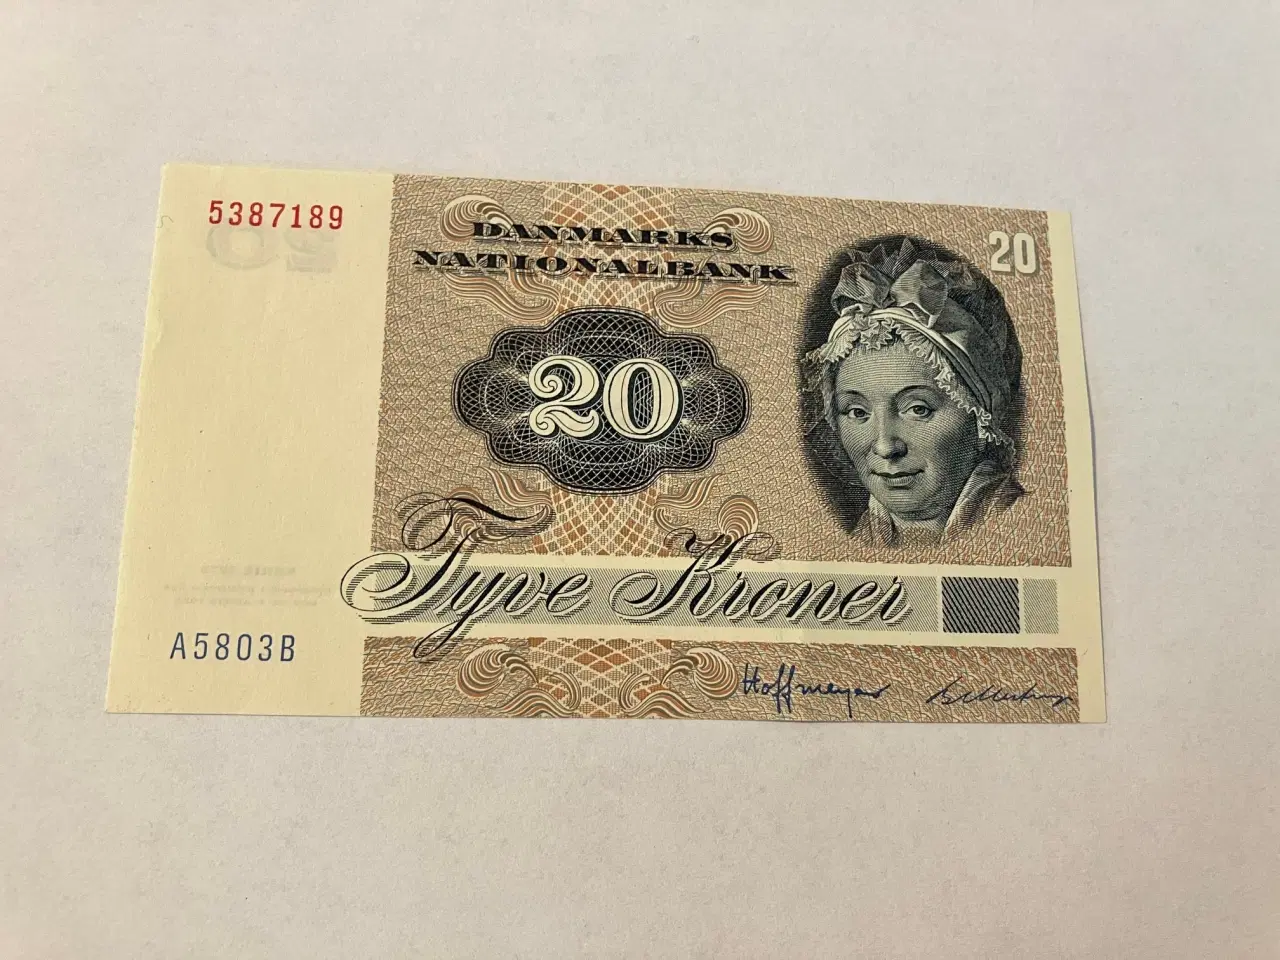 5387189
DANMARKS
NATIONALBANK
20
20
Tyve Kroner
A5803B
Hoffmeyer